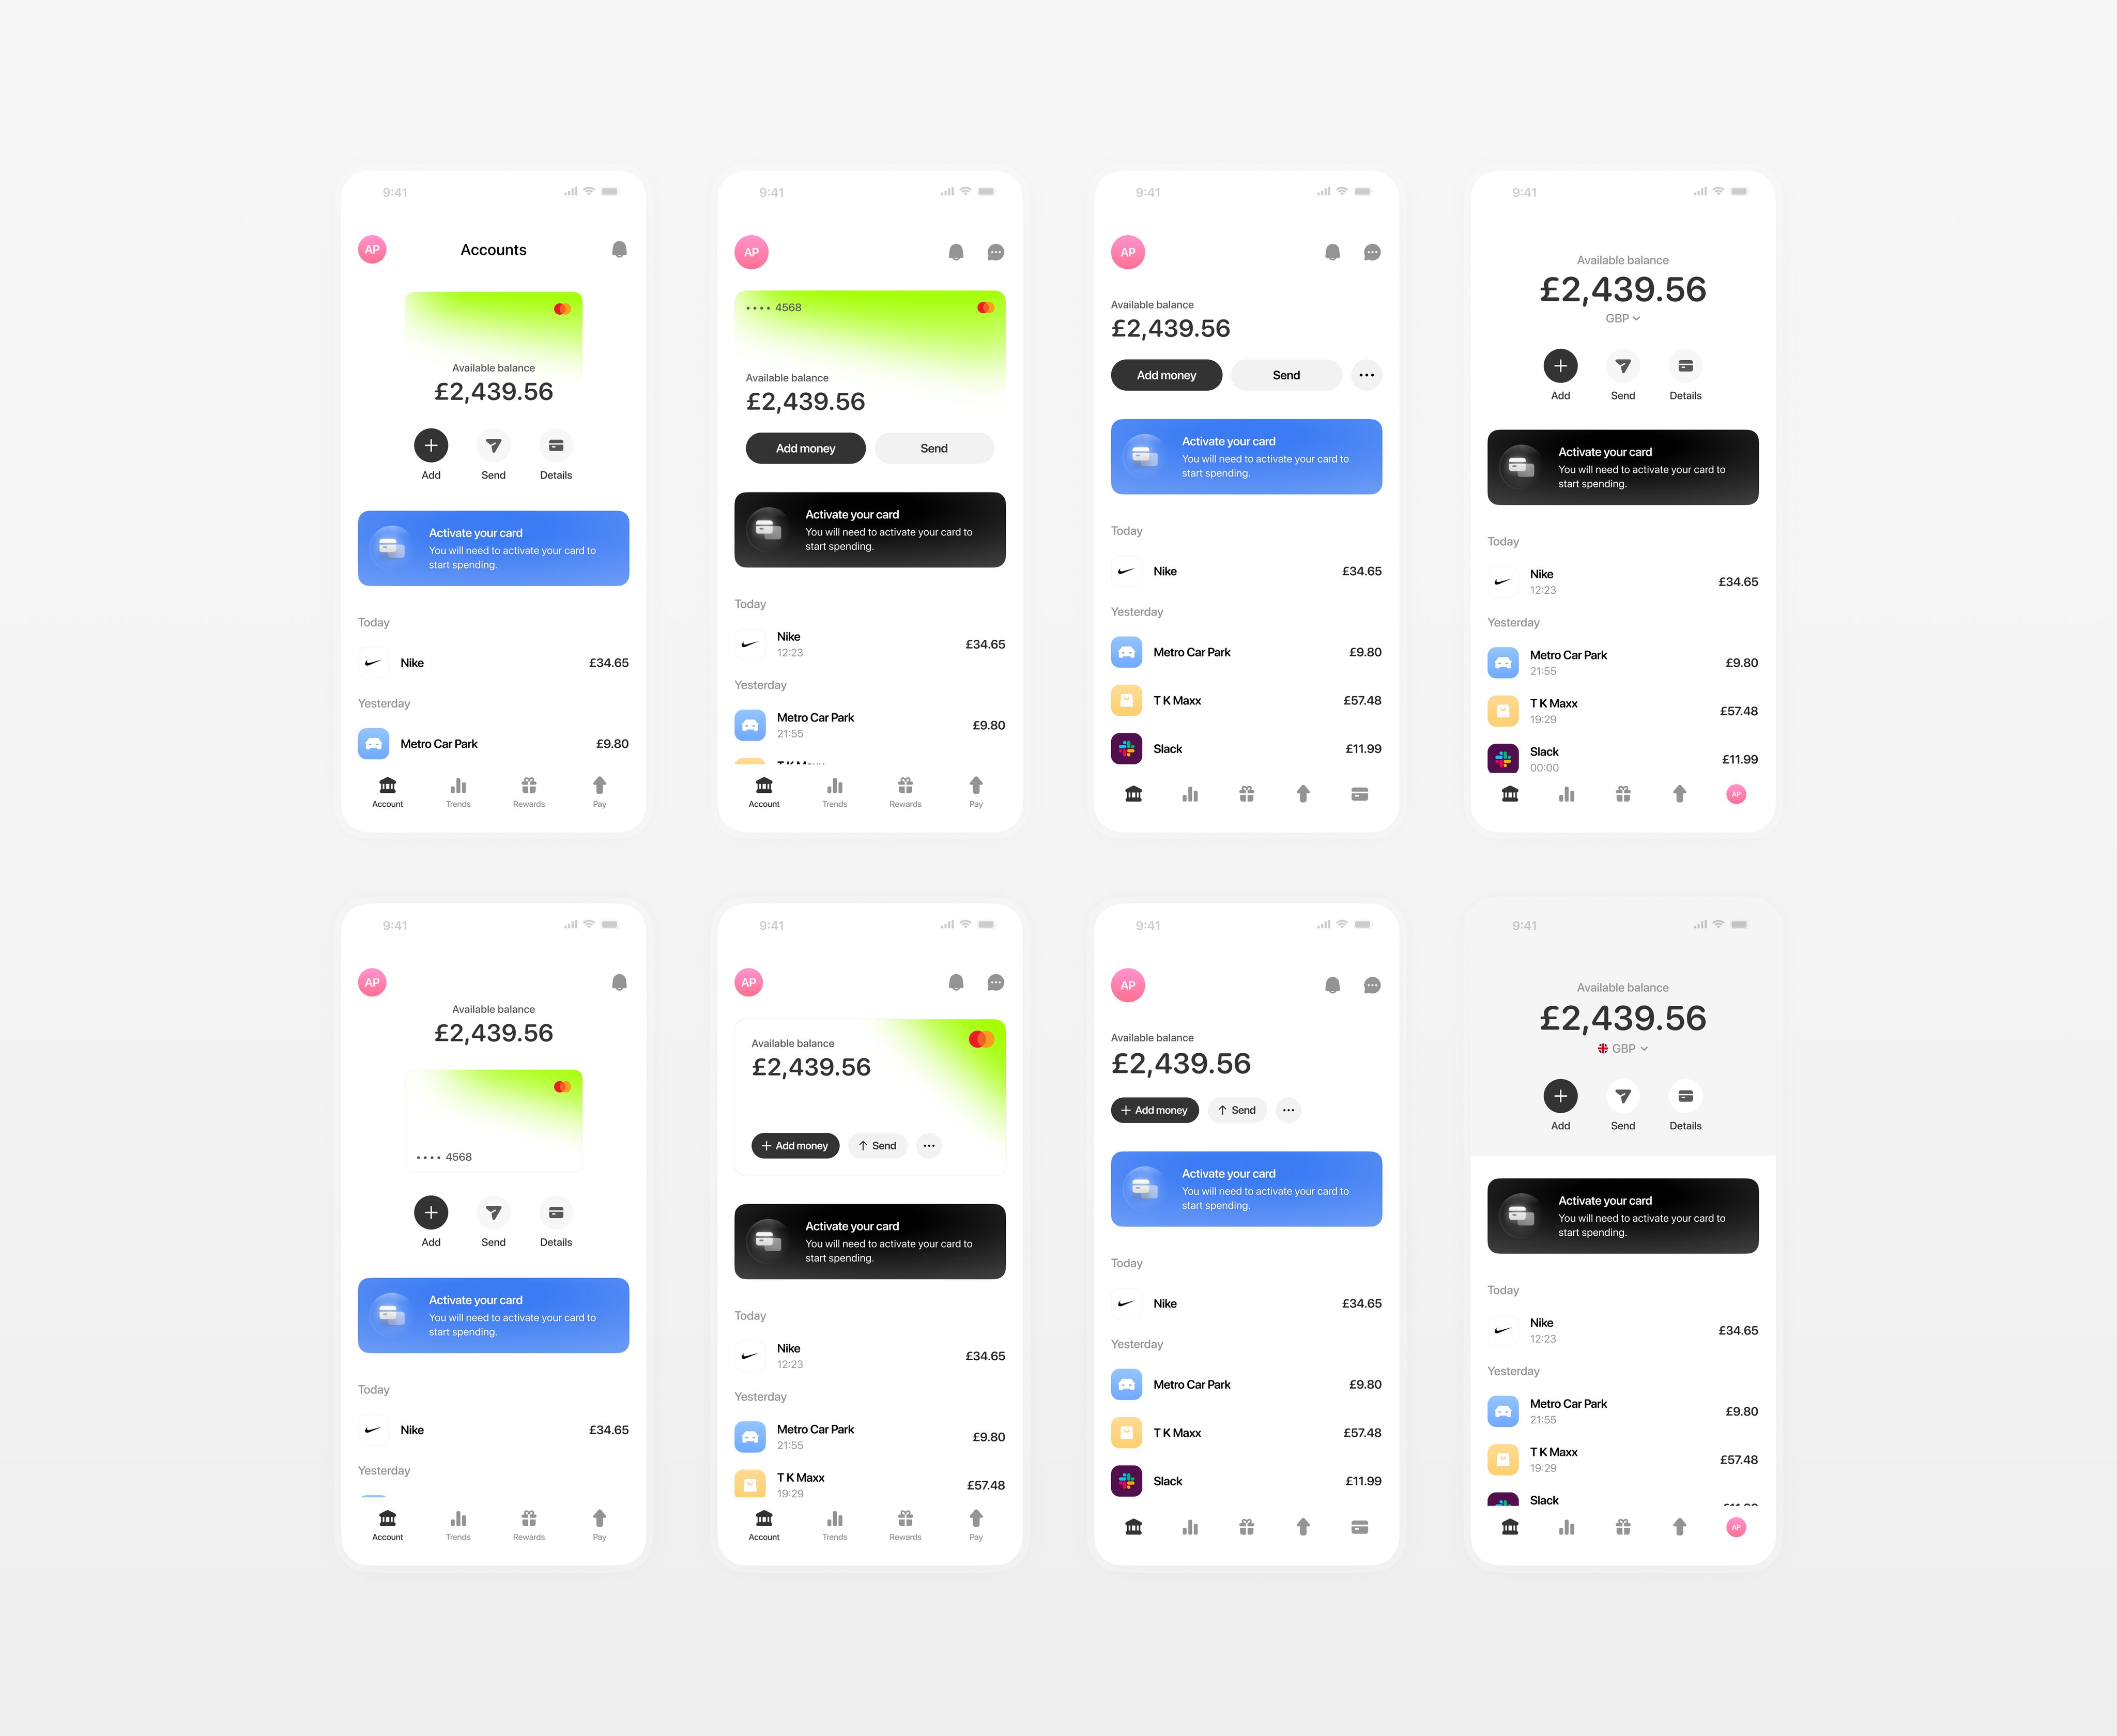 9:41
AP
Accounts
Available balance
£2,439.56
Add Send Details
Activate your card
You will need to activate your card to
start spending.
Today
Nike £34.65
Yesterday
Metro Car Park £9.80
Account Trends Rewards Pay
9:41
AP
•••• 4568
Available balance
£2,439.56
Add money Send
Activate your card
You will need to activate your card to
start spending.
Today
Nike £34.65
12:23
Yesterday
Metro Car Park £9.80
21:55
Account Trends Rewards Pay
9:41
AP
Available balance
£2,439.56
Add money Send
Activate your card
You will need to activate your card to
start spending.
Today
Nike £34.65
Yesterday
Metro Car Park £9.80
T K Maxx £57.48
Slack £11.99
9:41
Available balance
£2,439.56
GBP
Add Send Details
Activate your card
You will need to activate your card to
start spending.
Today
Nike £34.65
12:23
Yesterday
Metro Car Park £9.80
21:55
T K Maxx £57.48
19:29
Slack £11.99
00:00
AP
9:41
AP
Available balance
£2,439.56
•••• 4568
Add Send Details
Activate your card
You will need to activate your card to
start spending.
Today
Nike £34.65
Yesterday
Account Trends Rewards Pay
9:41
AP
Available balance
£2,439.56
Add money Send
Activate your card
You will need to activate your card to
start spending.
Today
Nike £34.65
12:23
Yesterday
Metro Car Park £9.80
21:55
T K Maxx £57.48
19:29
Account Trends Rewards Pay
9:41
AP
Available balance
£2,439.56
Add money Send
Activate your card
You will need to activate your card to
start spending.
Today
Nike £34.65
Yesterday
Metro Car Park £9.80
T K Maxx £57.48
Slack £11.99
9:41
Available balance
£2,439.56
GBP
Add Send Details
Activate your card
You will need to activate your card to
start spending.
Today
Nike £34.65
12:23
Yesterday
Metro Car Park £9.80
21:55
T K Maxx £57.48
19:29
Slack
AP